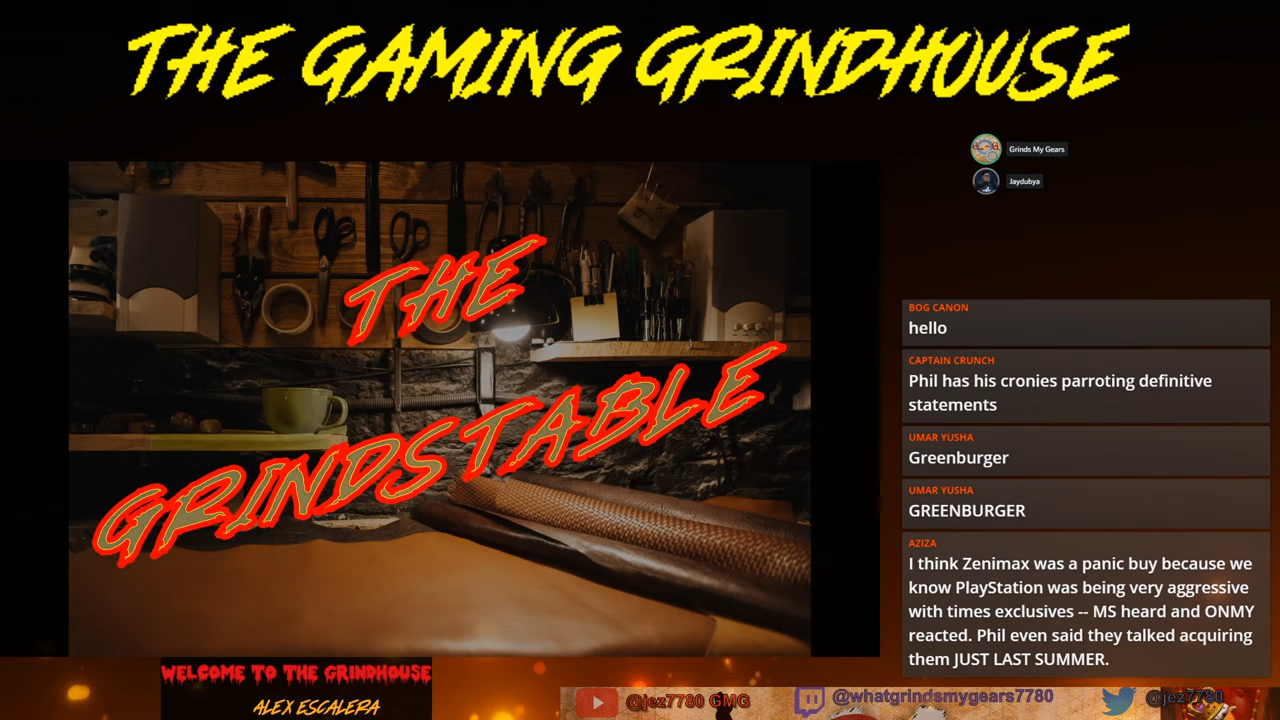 THE GAMING GRINDHOUSE
Grinds My Gears
Jaydubya
THE
GRINDSTABLE
BOG CANON
hello
CAPTAIN CRUNCH
Phil has his cronies parroting definitive
statements
UMAR YUSHA
Greenburger
UMAR YUSHA
GREENBURGER
AZIZA
I think Zenimax was a panic buy because we
know PlayStation was being very aggressive
with times exclusives -- MS heard and ONMY
reacted. Phil even said they talked acquiring
them JUST LAST SUMMER.
WELCOME TO THE GRINDHOUSE
ALEX ESCALERA
@jez7780 GMG
@whatgrindsmygears7780
@jez7780